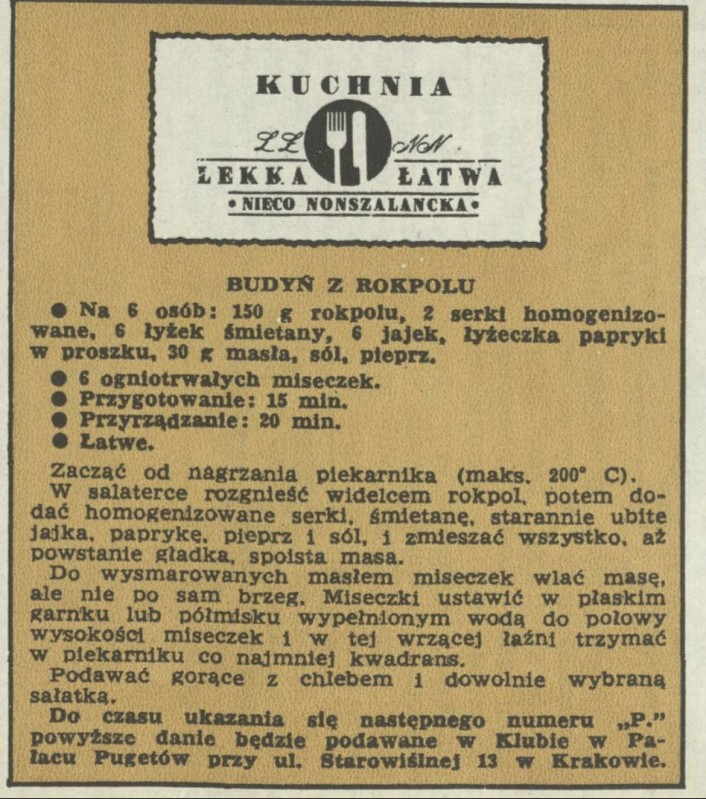 KUCHNIA
LŁ NN
LEKKA ŁATWA
• NIECO NONSZALANCKA •
BUDYŃ Z ROKPOLU
● Na 6 osób: 150 g rokpolu, 2 serki homogenizo-
wane, 6 łyżek śmietany, 6 jajek, łyżeczka papryki
w proszku, 30 g masła, sól, pieprz.
● 6 ogniotrwałych miseczek.
● Przygotowanie: 15 min.
● Przyrządzanie: 20 min.
● Łatwe.
Zacząć od nagrzania piekarnika (maks. 200° C).
W salaterce rozgnieść widelcem rokpol, potem do-
dać homogenizowane serki, śmietanę, starannie ubite
jajka, paprykę, pieprz i sól, i zmieszać wszystko, aż
powstanie gładka, spoista masa.
Do wysmarowanych masłem miseczek wlać masę,
ale nie po sam brzeg. Miseczki ustawić w płaskim
garnku lub półmisku wypełnionym wodą do połowy
wysokości miseczek i w tej wrzącej łaźni trzymać
w piekarniku co najmniej kwadrans.
Podawać gorące z chlebem i dowolnie wybraną
sałatką.
Do czasu ukazania się następnego numeru „P.”
powyższe danie będzie podawane w Klubie w Pa-
łacu Pugetów przy ul. Starowiślnej 13 w Krakowie.